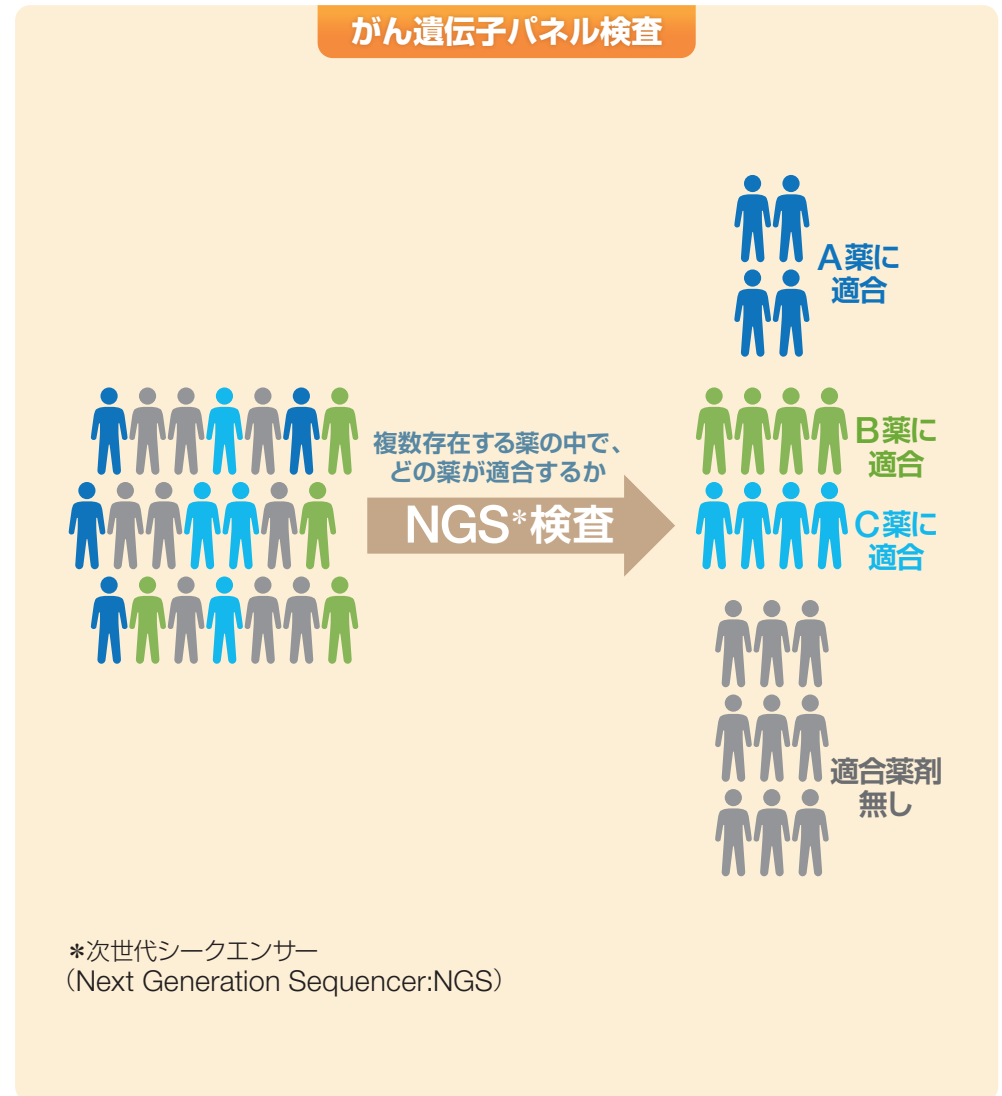 がん遺伝子パネル検査
A薬に
適合
複数存在する薬の中で、
どの薬が適合するか
NGS*検査
B薬に
適合
C薬に
適合
適合薬剤
無し
*次世代シークエンサー
（Next Generation Sequencer:NGS）